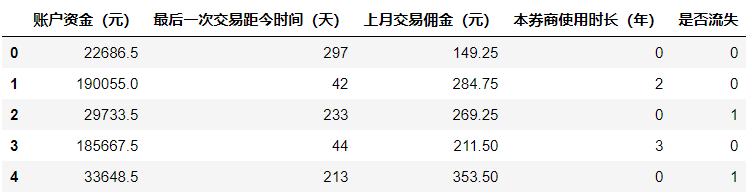 账户资金（元） 最后一次交易距今时间（天） 上月交易佣金（元） 本券商使用时长（年） 是否流失
0 22686.5 297 149.25 0 0
1 190055.0 42 284.75 2 0
2 29733.5 233 269.25 0 1
3 185667.5 44 211.50 3 0
4 33648.5 213 353.50 0 1